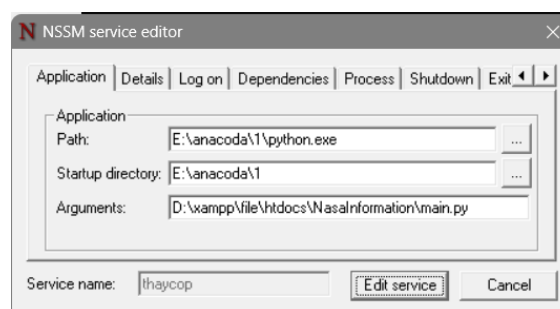 NSSM service editor
Application Details Log on Dependencies Process Shutdown Exit
Application
Path: E:\anacoda\1\python.exe ...
Startup directory: E:\anacoda\1 ...
Arguments: D:\xampp\file\htdocs\NasaInformation\main.py
Service name: thaycop Edit service Cancel